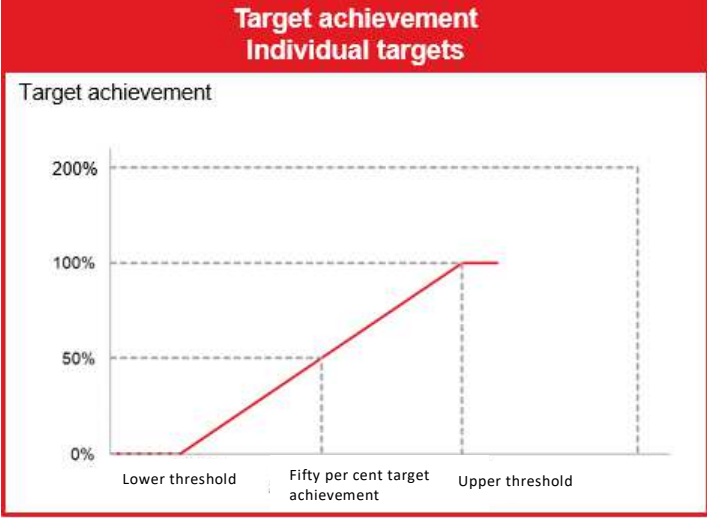 Target achievement
Individual targets
Target achievement
200%
100%
50%
0%
Lower threshold
Fifty per cent target
achievement
Upper threshold